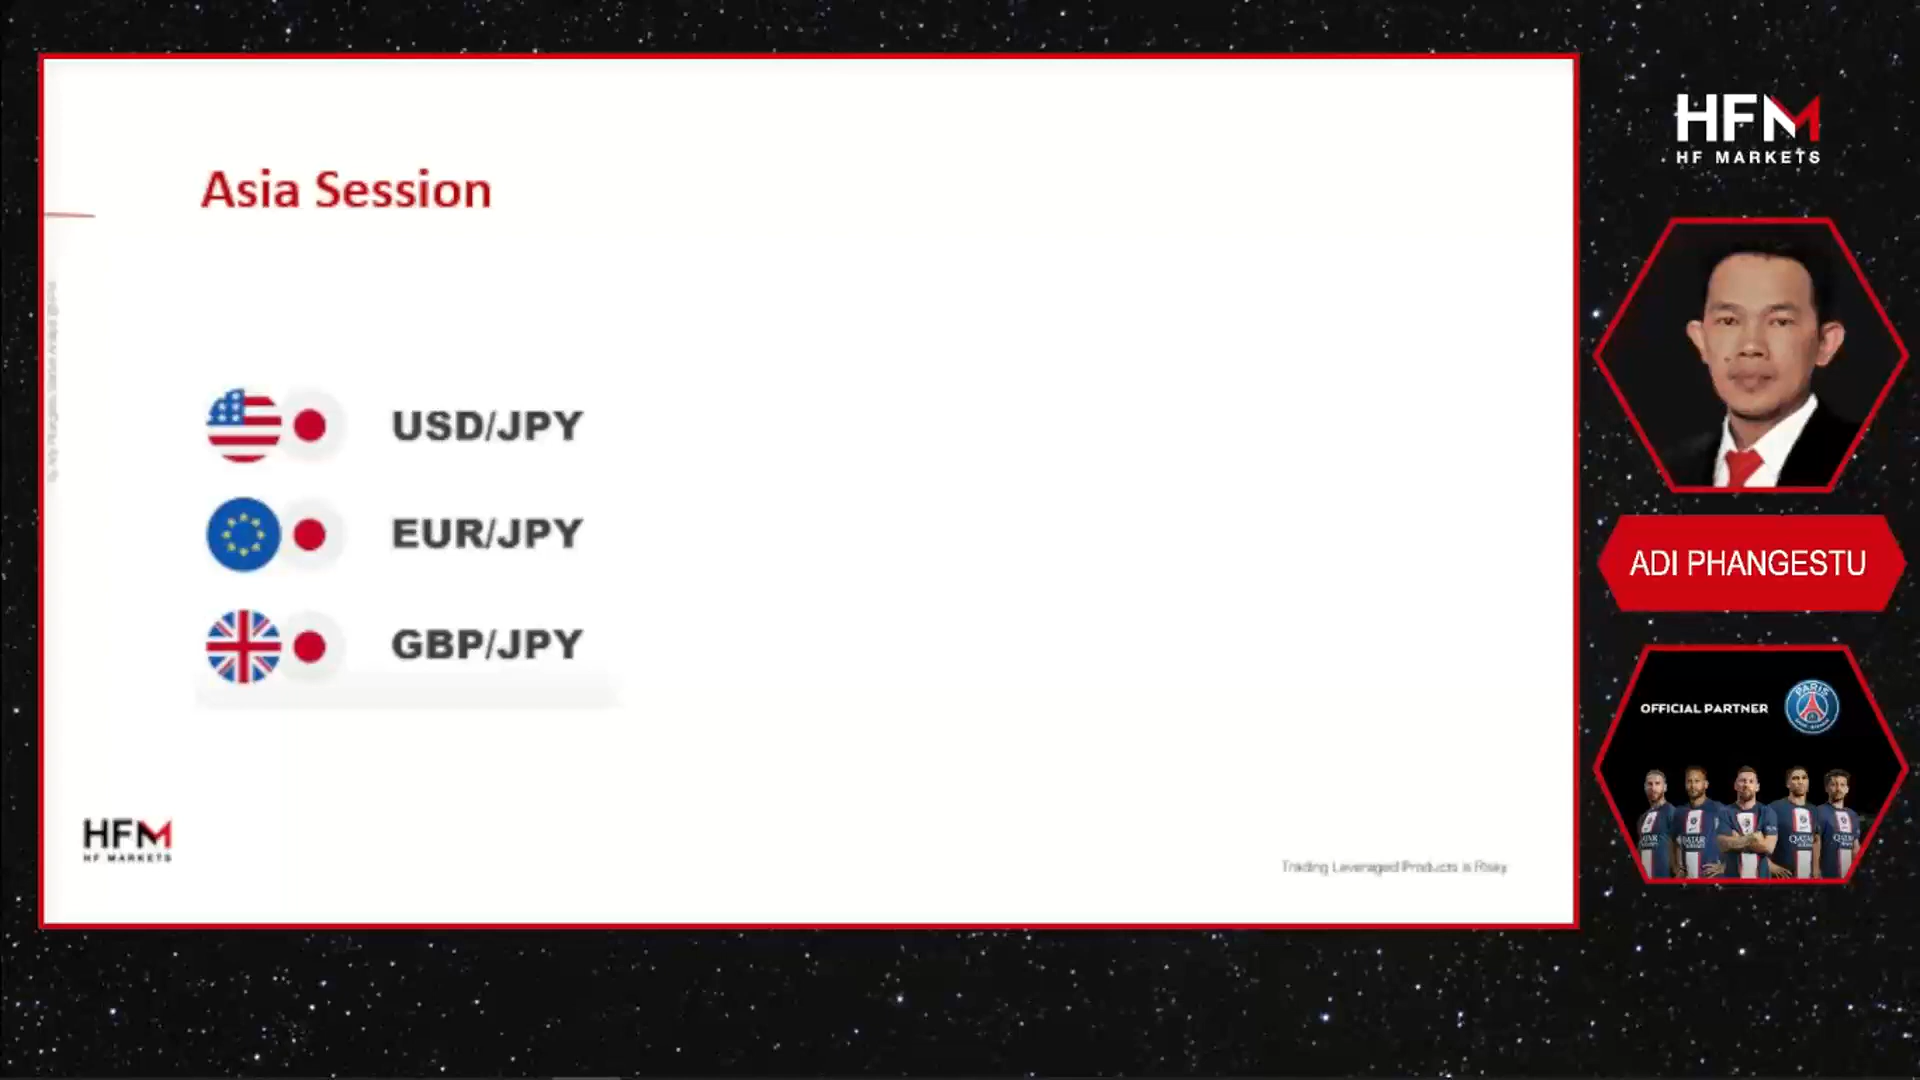 Asia Session
USD/JPY
EUR/JPY
GBP/JPY
HFM
HF MARKETS
Trading Leveraged Products is Risky
HFM
HF MARKETS
ADI PHANGESTU
OFFICIAL PARTNER
PARIS